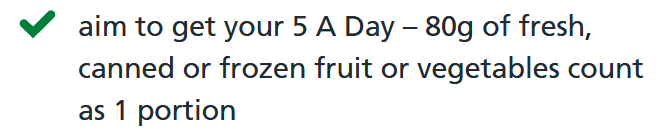 aim to get your 5 A Day – 80g of fresh,
canned or frozen fruit or vegetables count
as 1 portion